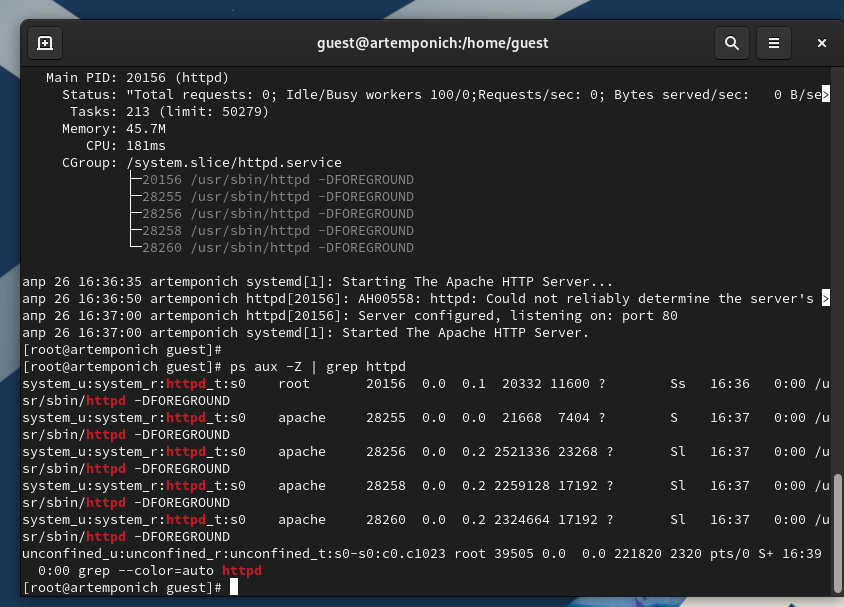 guest@artemponich:/home/guest
Main PID: 20156 (httpd)
Status: "Total requests: 0; Idle/Busy workers 100/0;Requests/sec: 0; Bytes served/sec:   0 B/se>
Tasks: 213 (limit: 50279)
Memory: 45.7M
CPU: 181ms
CGroup: /system.slice/httpd.service
├─20156 /usr/sbin/httpd -DFOREGROUND
├─28255 /usr/sbin/httpd -DFOREGROUND
├─28256 /usr/sbin/httpd -DFOREGROUND
├─28258 /usr/sbin/httpd -DFOREGROUND
└─28260 /usr/sbin/httpd -DFOREGROUND
апр 26 16:36:35 artemponich systemd[1]: Starting The Apache HTTP Server...
апр 26 16:36:50 artemponich httpd[20156]: AH00558: httpd: Could not reliably determine the server's >
апр 26 16:37:00 artemponich httpd[20156]: Server configured, listening on: port 80
апр 26 16:37:00 artemponich systemd[1]: Started The Apache HTTP Server.
[root@artemponich guest]#
[root@artemponich guest]# ps aux -Z | grep httpd
system_u:system_r:httpd_t:s0    root       20156  0.0  0.1  20332 11600 ?        Ss   16:36   0:00 /u
sr/sbin/httpd -DFOREGROUND
system_u:system_r:httpd_t:s0    apache     28255  0.0  0.0  21668  7404 ?        S    16:37   0:00 /u
sr/sbin/httpd -DFOREGROUND
system_u:system_r:httpd_t:s0    apache     28256  0.0  0.2 2521336 23268 ?       Sl   16:37   0:00 /u
sr/sbin/httpd -DFOREGROUND
system_u:system_r:httpd_t:s0    apache     28258  0.0  0.2 2259128 17192 ?       Sl   16:37   0:00 /u
sr/sbin/httpd -DFOREGROUND
system_u:system_r:httpd_t:s0    apache     28260  0.0  0.2 2324664 17192 ?       Sl   16:37   0:00 /u
sr/sbin/httpd -DFOREGROUND
unconfined_u:unconfined_r:unconfined_t:s0-s0:c0.c1023 root 39505 0.0  0.0 221820 2320 pts/0 S+ 16:39
0:00 grep --color=auto httpd
[root@artemponich guest]#